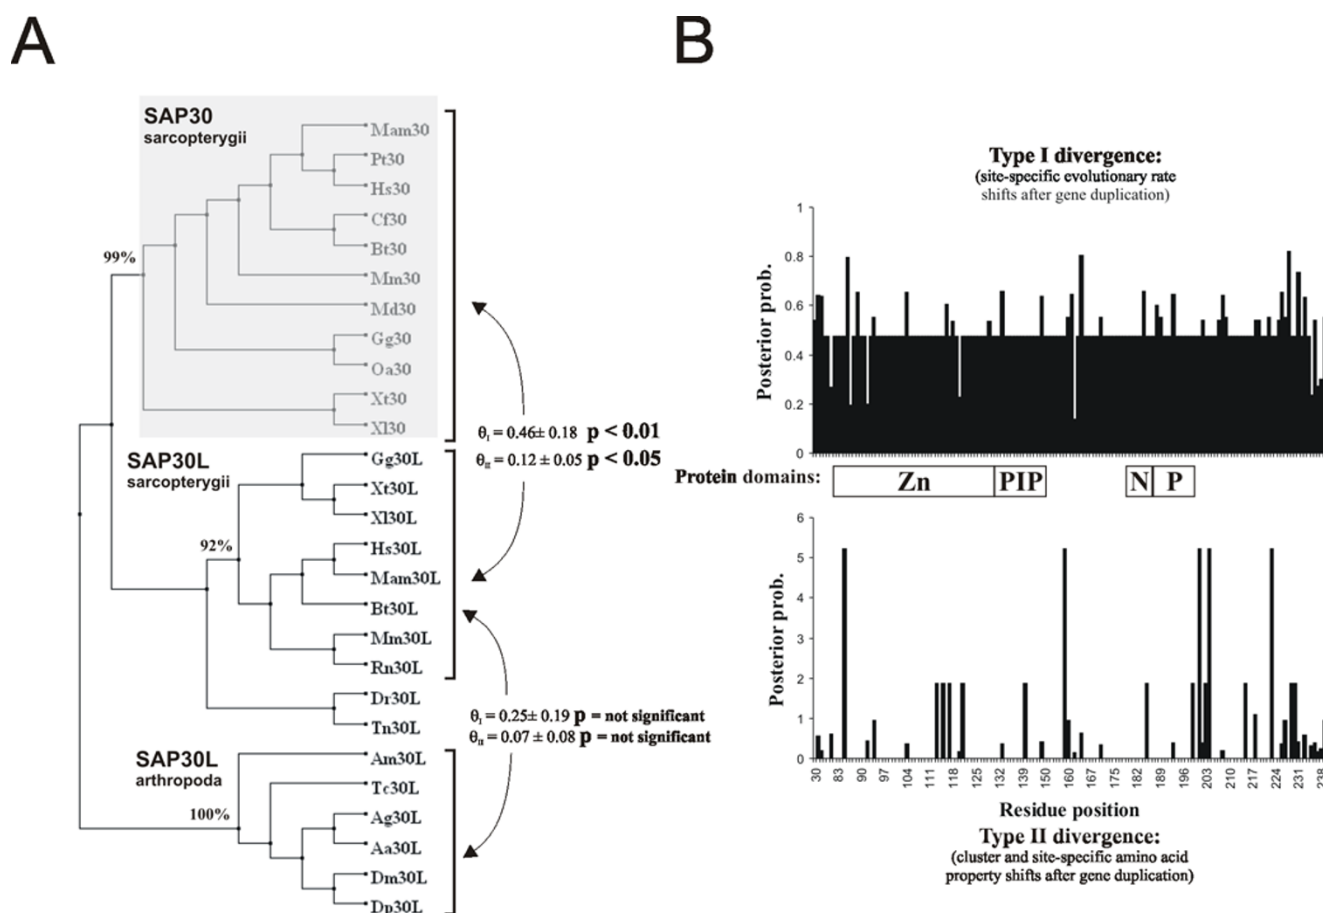 A
B
SAP30
sarcopterygii
Mam30
Pt30
Hs30
Cf30
Bt30
Mm30
Md30
Gg30
Oa30
Xt30
Xl30
99%
SAP30L
sarcopterygii
Gg30L
Xt30L
Xl30L
92%
Hs30L
Mam30L
Bt30L
Mm30L
Rn30L
Dr30L
Tn30L
SAP30L
arthropoda
Am30L
Tc30L
100%
Ag30L
Aa30L
Dm30L
Dp30L
θI = 0.46± 0.18 p < 0.01
θII = 0.12 ± 0.05 p < 0.05
θI = 0.25± 0.19 p = not significant
θII = 0.07 ± 0.08 p = not significant
Type I divergence:
(site-specific evolutionary rate
shifts after gene duplication)
Posterior prob.
1
0.8
0.6
0.4
0.2
0
Protein domains:
Zn
PIP
N
P
Posterior prob.
6
5
4
3
2
1
0
30 83 90 97 104 111 118 125 132 139 150 160 167 175 182 189 196 203 210 217 224 231 238
Residue position
Type II divergence:
(cluster and site-specific amino acid
property shifts after gene duplication)